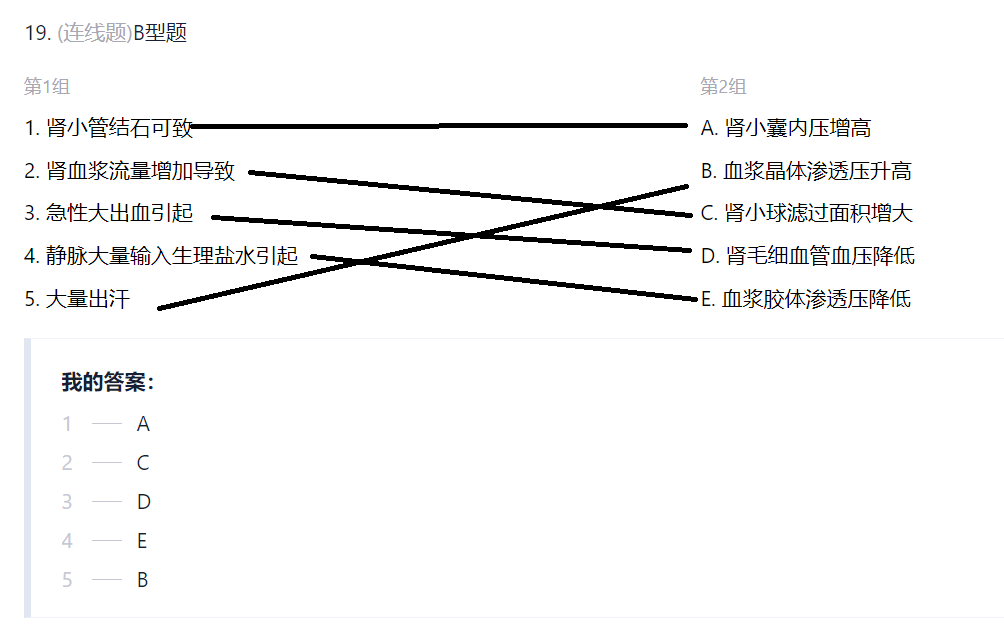 19. (连线题)B型题
第1组 第2组
1. 肾小管结石可致 A. 肾小囊内压增高
2. 肾血浆流量增加导致 B. 血浆晶体渗透压升高
3. 急性大出血引起 C. 肾小球滤过面积增大
4. 静脉大量输入生理盐水引起 D. 肾毛细血管血压降低
5. 大量出汗 E. 血浆胶体渗透压降低
我的答案：
1 — A
2 — C
3 — D
4 — E
5 — B